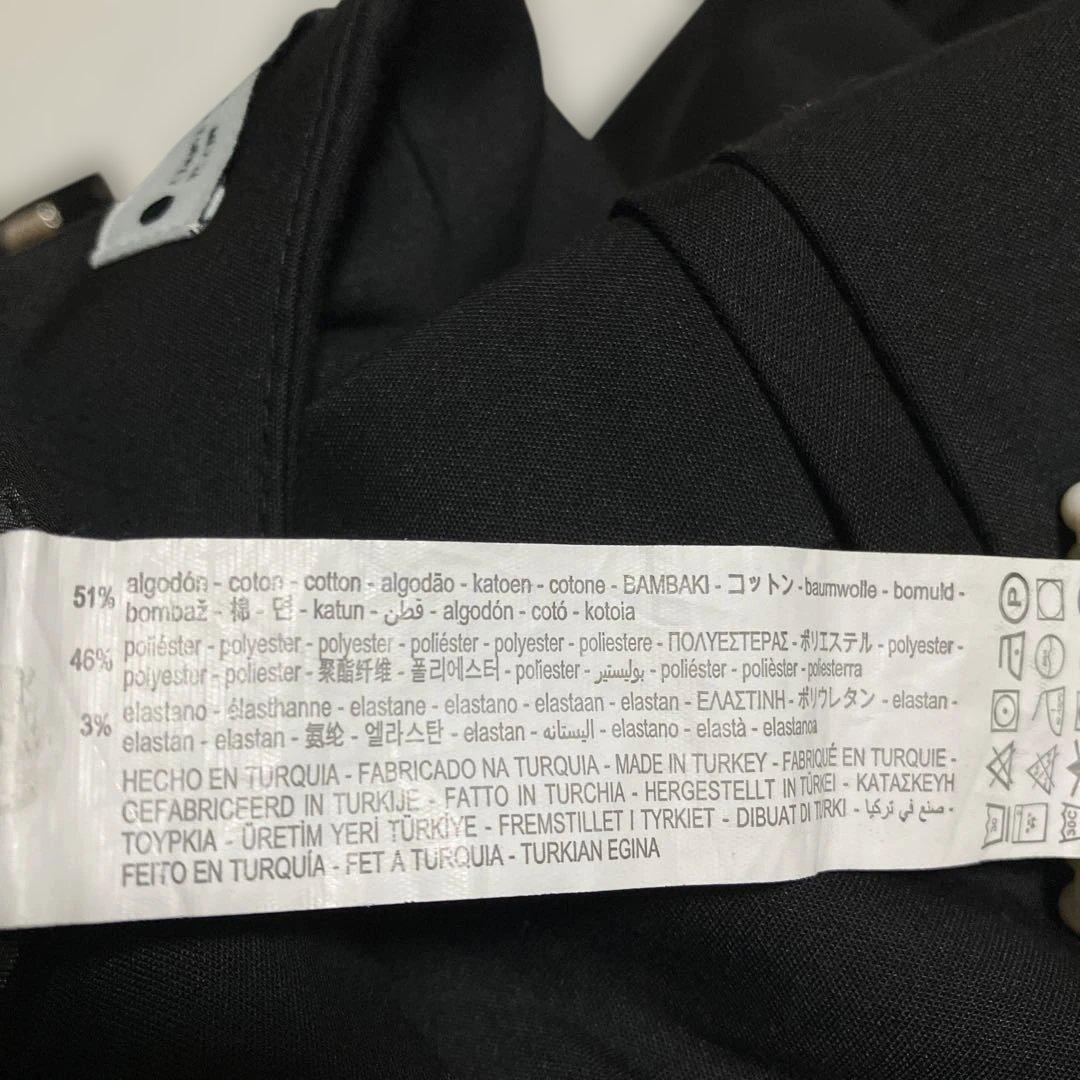 51% algodón - coton - cotton - algodão - katoen - cotone - BAMBAKI - コットン - baumwolle - bomuld -
bombaž - 棉 - 면 - katun - قطن - algodón - cotó - kotoia
46% poliéster - polyester - polyester - poliéster - polyester - poliestere - ΠΟΛΥΕΣΤΕΡΑΣ - ポリエステル - polyester -
polyestur - poliester - 聚酯纤维 - 폴리에스터 - poliester - بوليستير - poliéster - polièster - poliesterra
3% elastano - élasthanne - elastane - elastano - elastaan - elastan - ΕΛΑΣΤΙΝΗ - ポリウレタン - elastan -
elastan - elastan - 氨纶 - 엘라스탄 - elastan - اليستانه - elastano - elastà - elastanoa
HECHO EN TURQUIA - FABRICADO NA TURQUIA - MADE IN TURKEY - FABRIQUÉ EN TURQUIE -
GEFABRICEERD IN TURKIJE - FATTO IN TURCHIA - HERGESTELLT IN TÜRKEI - ΚΑΤΑΣΚΕΥΗ
ΤΟΥΡΚΙΑ - ÜRETİM YERİ TÜRKİYE - FREMSTILLET I TYRKIET - DIBUAT DI TURKI - صنع في تركيا -
FEITO EN TURQUÍA - FET A TURQUIA - TURKIAN EGINA
P
30C